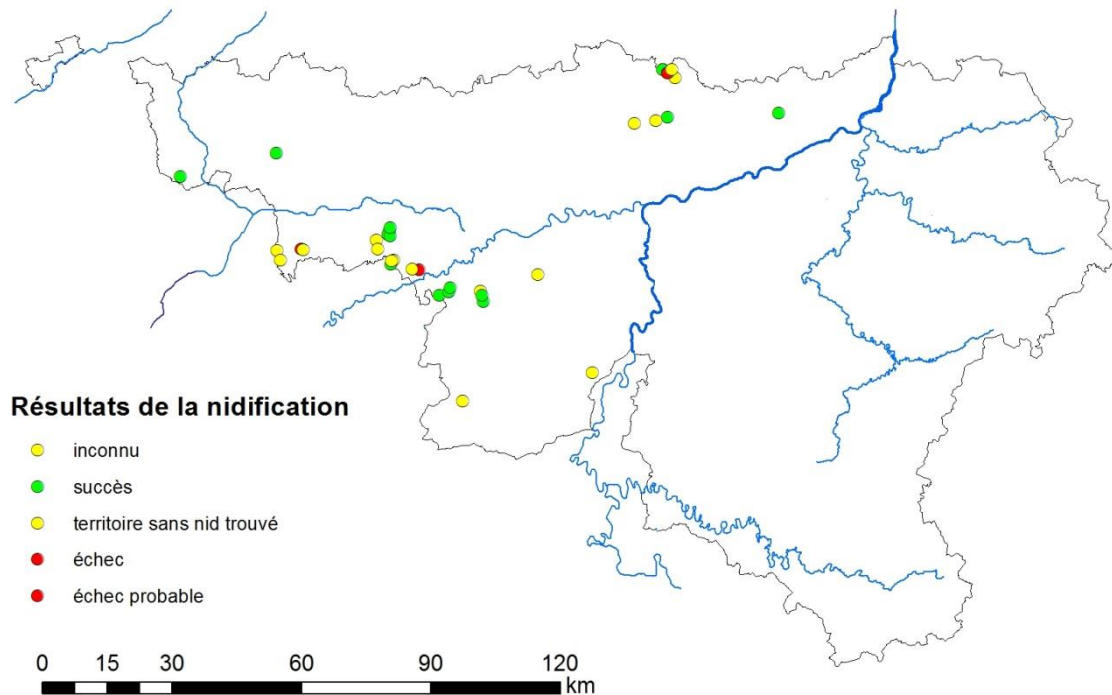 Résultats de la nidification
inconnu
succès
territoire sans nid trouvé
échec
échec probable
0 15 30 60 90 120
km